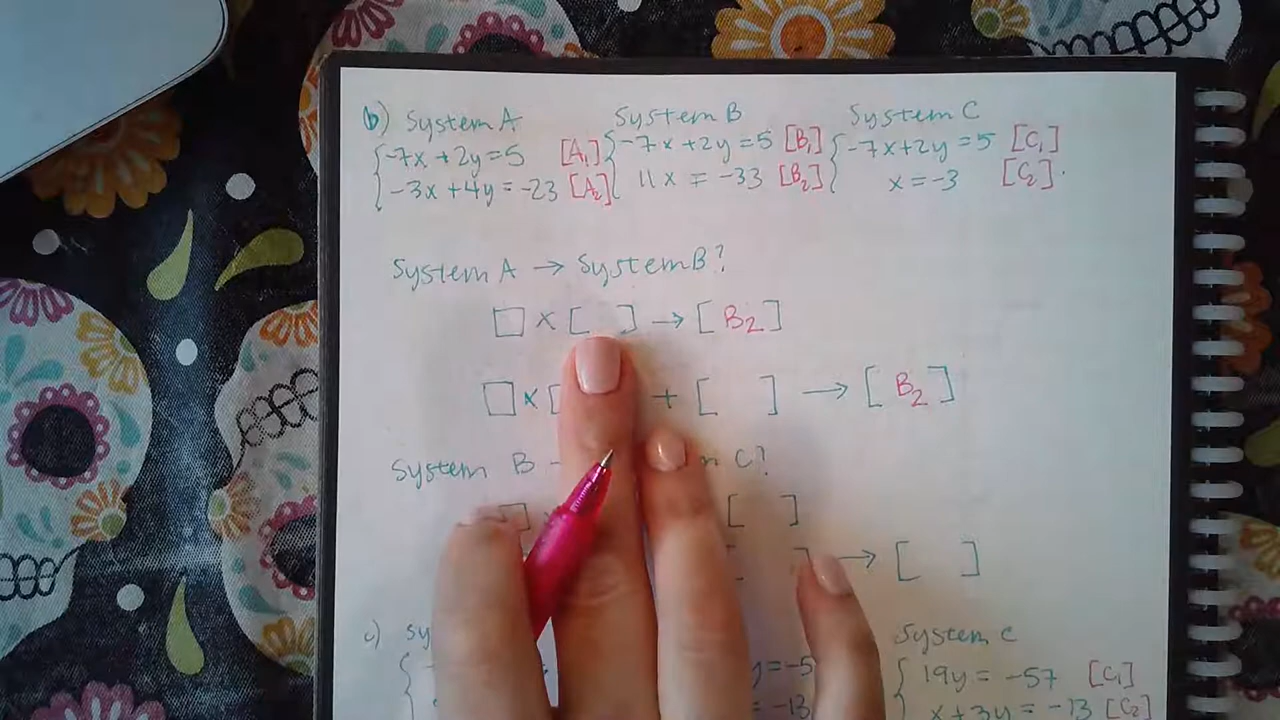 b) System A System B System C
-7x + 2y = 5 [A1] -7x + 2y = 5 [B1] -7x + 2y = 5 [C1]
-3x + 4y = -23 [A2] 11x = -33 [B2] x = -3 [C2].
System A → System B?
□ × [ ] → [ B2 ]
□ × [ + [ ] → [ B2 ]
System B C?
□ [ ]
] → [ ]
c) System C
19y = -57 [C1]
x + 3y = -13 [C2]